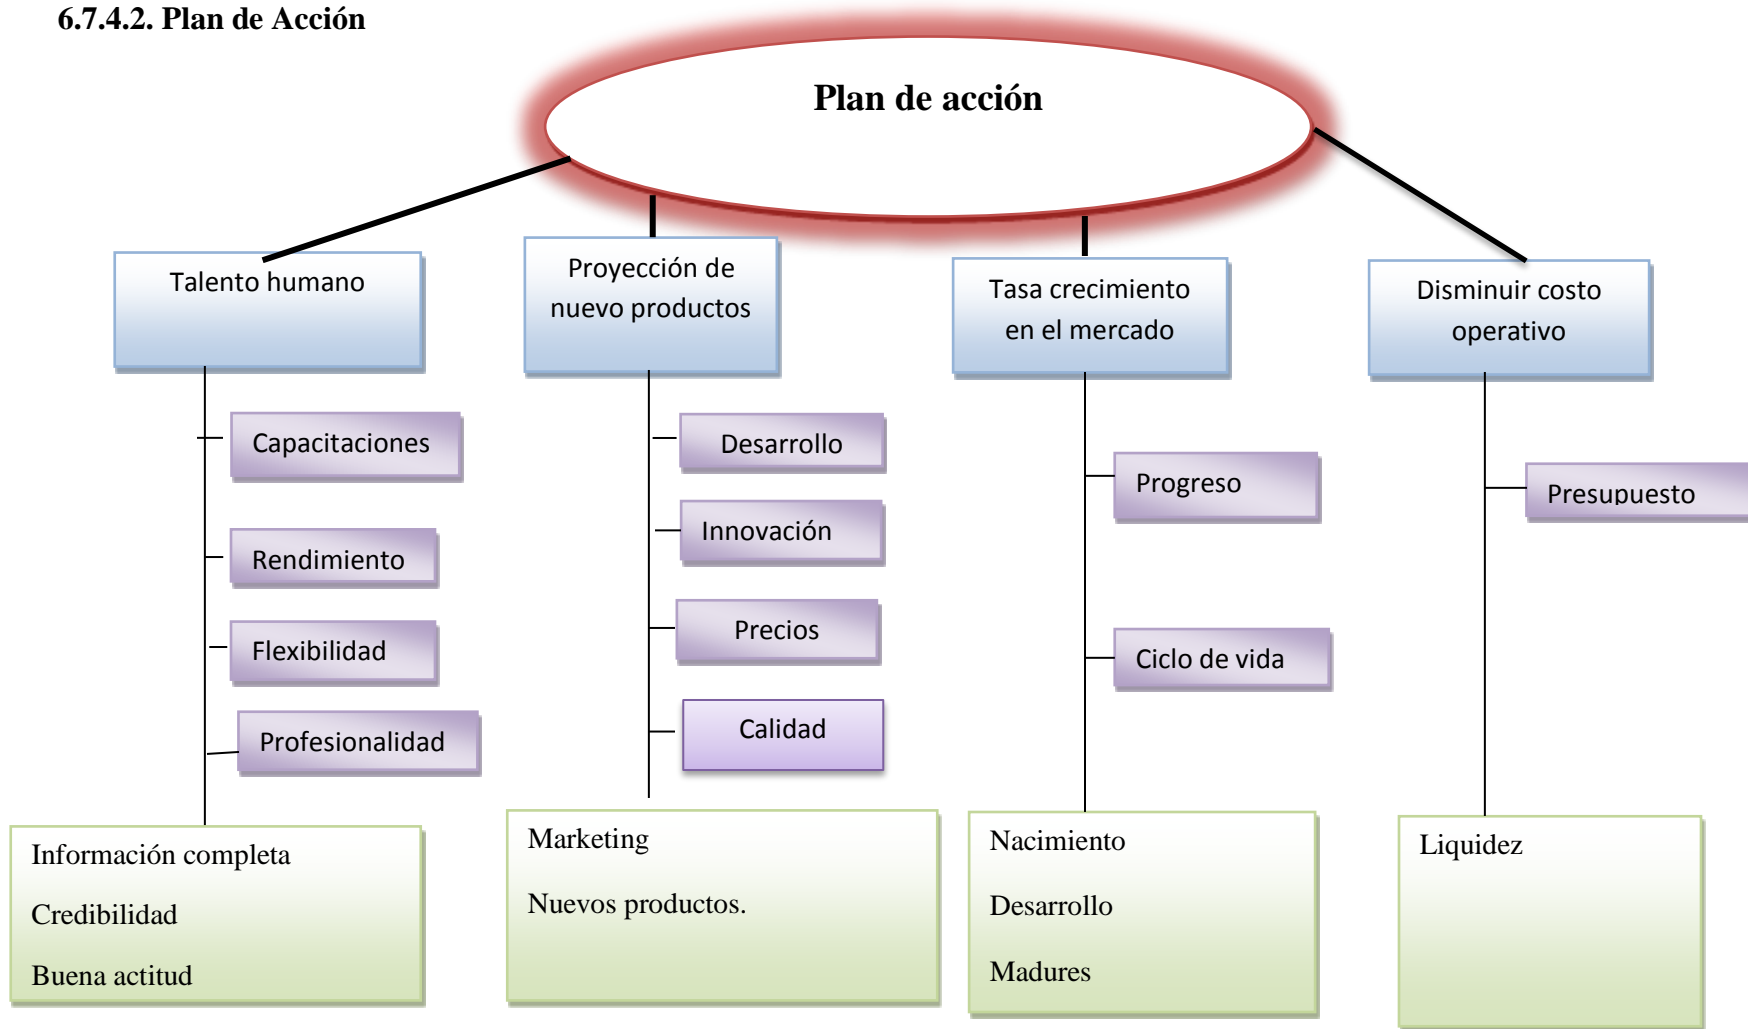 6.7.4.2. Plan de Acción
Plan de acción
Talento humano
Capacitaciones
Rendimiento
Flexibilidad
Profesionalidad
Información completa
Credibilidad
Buena actitud
Proyección de
nuevo productos
Desarrollo
Innovación
Precios
Calidad
Marketing
Nuevos productos.
Tasa crecimiento
en el mercado
Progreso
Ciclo de vida
Nacimiento
Desarrollo
Madures
Disminuir costo
operativo
Presupuesto
Liquidez